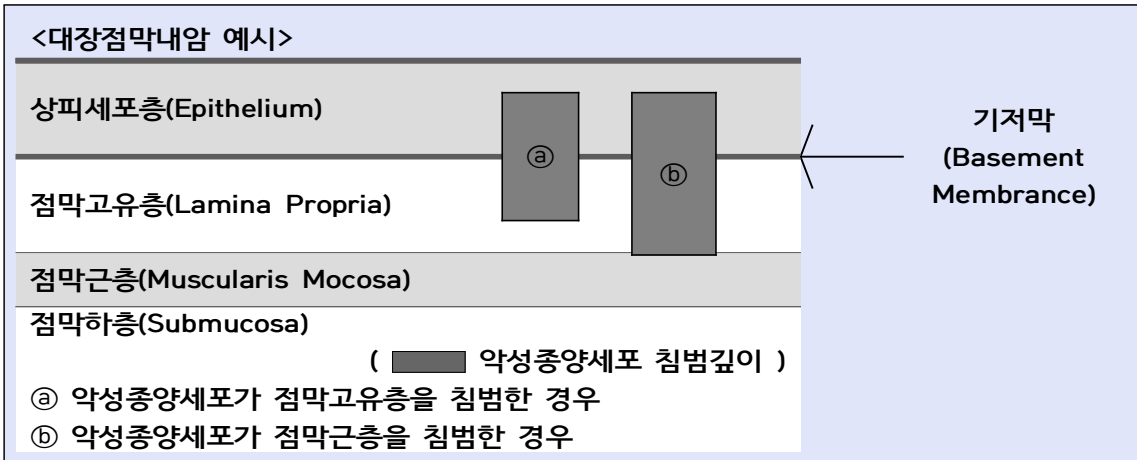 <대장점막내암 예시>
상피세포층(Epithelium)
ⓐ
ⓑ
기저막
(Basement
Membrance)
점막고유층(Lamina Propria)
점막근층(Muscularis Mocosa)
점막하층(Submucosa)
( 악성종양세포 침범깊이 )
ⓐ 악성종양세포가 점막고유층을 침범한 경우
ⓑ 악성종양세포가 점막근층을 침범한 경우